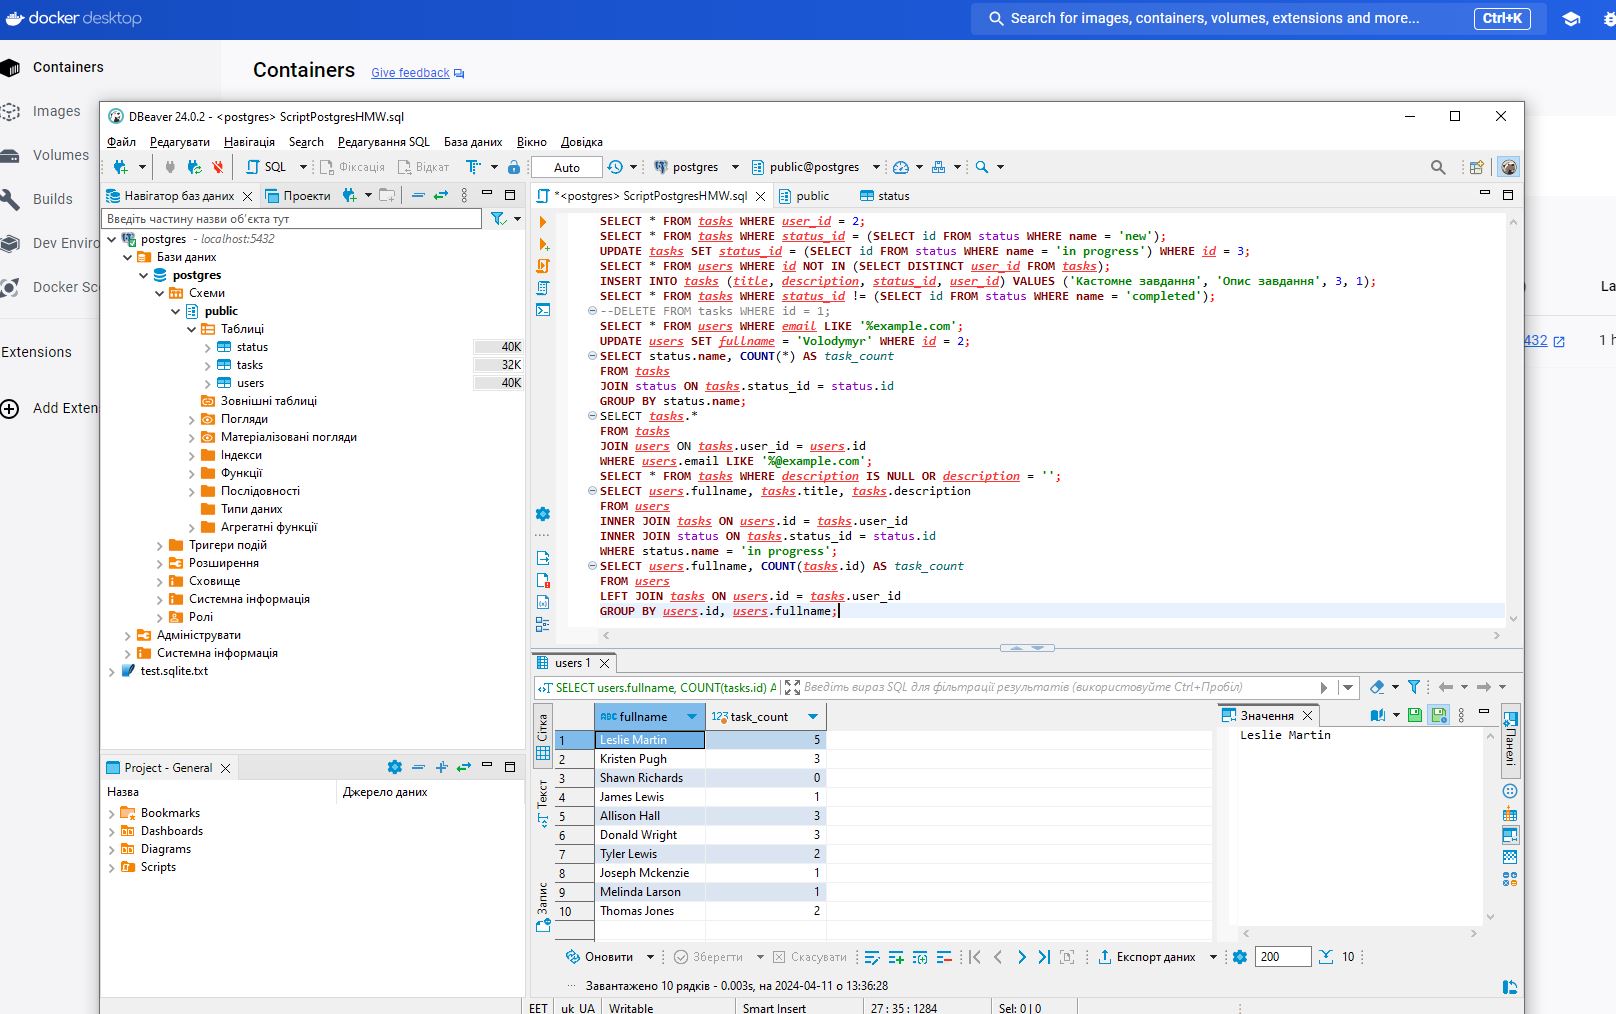 docker desktop
Search for images, containers, volumes, extensions and more...
Ctrl+K
Containers
Images
Volumes
Builds
Dev Enviro
Docker Sc
Extensions
Add Exten
Containers
Give feedback
La
432
1 h
DBeaver 24.0.2 - <postgres> ScriptPostgresHMW.sql
Файл Редагувати Навігація Search Редагування SQL База даних Вікно Довідка
SQL Фіксація Відкат Auto postgres public@postgres
Навігатор баз даних Проекти
Введіть частину назви об'єкта тут
postgres - localhost:5432
Бази даних
postgres
Схеми
public
Таблиці
status 40K
tasks 32K
users 40K
Зовнішні таблиці
Погляди
Матеріалізовані погляди
Індекси
Функції
Послідовності
Типи даних
Агрегатні функції
Тригери подій
Розширення
Сховище
Системна інформація
Ролі
Адмініструвати
Системна інформація
test.sqlite.txt
Project - General
Назва Джерело даних
Bookmarks
Dashboards
Diagrams
Scripts
*<postgres> ScriptPostgresHMW.sql public status
SELECT * FROM tasks WHERE user_id = 2;
SELECT * FROM tasks WHERE status_id = (SELECT id FROM status WHERE name = 'new');
UPDATE tasks SET status_id = (SELECT id FROM status WHERE name = 'in progress') WHERE id = 3;
SELECT * FROM users WHERE id NOT IN (SELECT DISTINCT user_id FROM tasks);
INSERT INTO tasks (title, description, status_id, user_id) VALUES ('Кастомне завдання', 'Опис завдання', 3, 1);
SELECT * FROM tasks WHERE status_id != (SELECT id FROM status WHERE name = 'completed');
--DELETE FROM tasks WHERE id = 1;
SELECT * FROM users WHERE email LIKE '%example.com';
UPDATE users SET fullname = 'Volodymyr' WHERE id = 2;
SELECT status.name, COUNT(*) AS task_count
FROM tasks
JOIN status ON tasks.status_id = status.id
GROUP BY status.name;
SELECT tasks.*
FROM tasks
JOIN users ON tasks.user_id = users.id
WHERE users.email LIKE '%@example.com';
SELECT * FROM tasks WHERE description IS NULL OR description = '';
SELECT users.fullname, tasks.title, tasks.description
FROM users
INNER JOIN tasks ON users.id = tasks.user_id
INNER JOIN status ON tasks.status_id = status.id
WHERE status.name = 'in progress';
SELECT users.fullname, COUNT(tasks.id) AS task_count
FROM users
LEFT JOIN tasks ON users.id = tasks.user_id
GROUP BY users.id, users.fullname;
users 1
SELECT users.fullname, COUNT(tasks.id) A Введіть вираз SQL для фільтрації результатів (використовуйте Ctrl+Пробіл)
Сітка
Текст
Запис
ABC fullname 123 task_count
1 Leslie Martin 5
2 Kristen Pugh 3
3 Shawn Richards 0
4 James Lewis 1
5 Allison Hall 3
6 Donald Wright 3
7 Tyler Lewis 2
8 Joseph Mckenzie 1
9 Melinda Larson 1
10 Thomas Jones 2
Значення
Leslie Martin
Панелі
Оновити Зберегти Скасувати Експорт даних 200 10
Завантажено 10 рядків - 0.003s, на 2024-04-11 о 13:36:28
EET uk_UA Writable Smart Insert 27 : 35 : 1284 Sel: 0 | 0